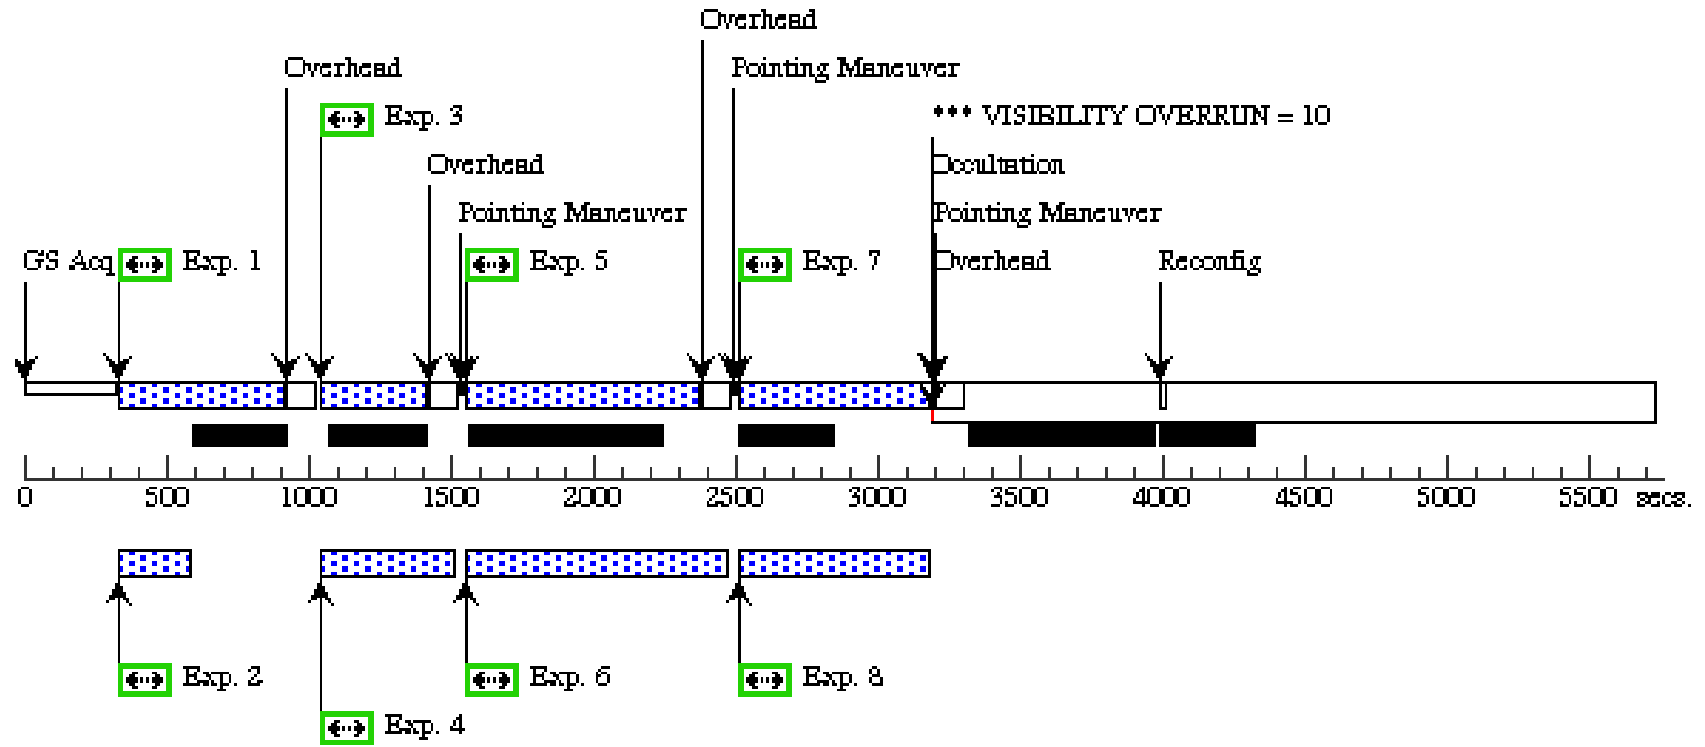 Overhead
Overhead
Pointing Maneuver
Exp. 3
*** VISIBILITY OVERRUN = 10
Overhead
Occultation
Pointing Maneuver
Pointing Maneuver
GS Acq
Exp. 1
Exp. 5
Exp. 7
Overhead
Reconfig
0 500 1000 1500 2000 2500 3000 3500 4000 4500 5000 5500 secs.
Exp. 2
Exp. 6
Exp. 8
Exp. 4